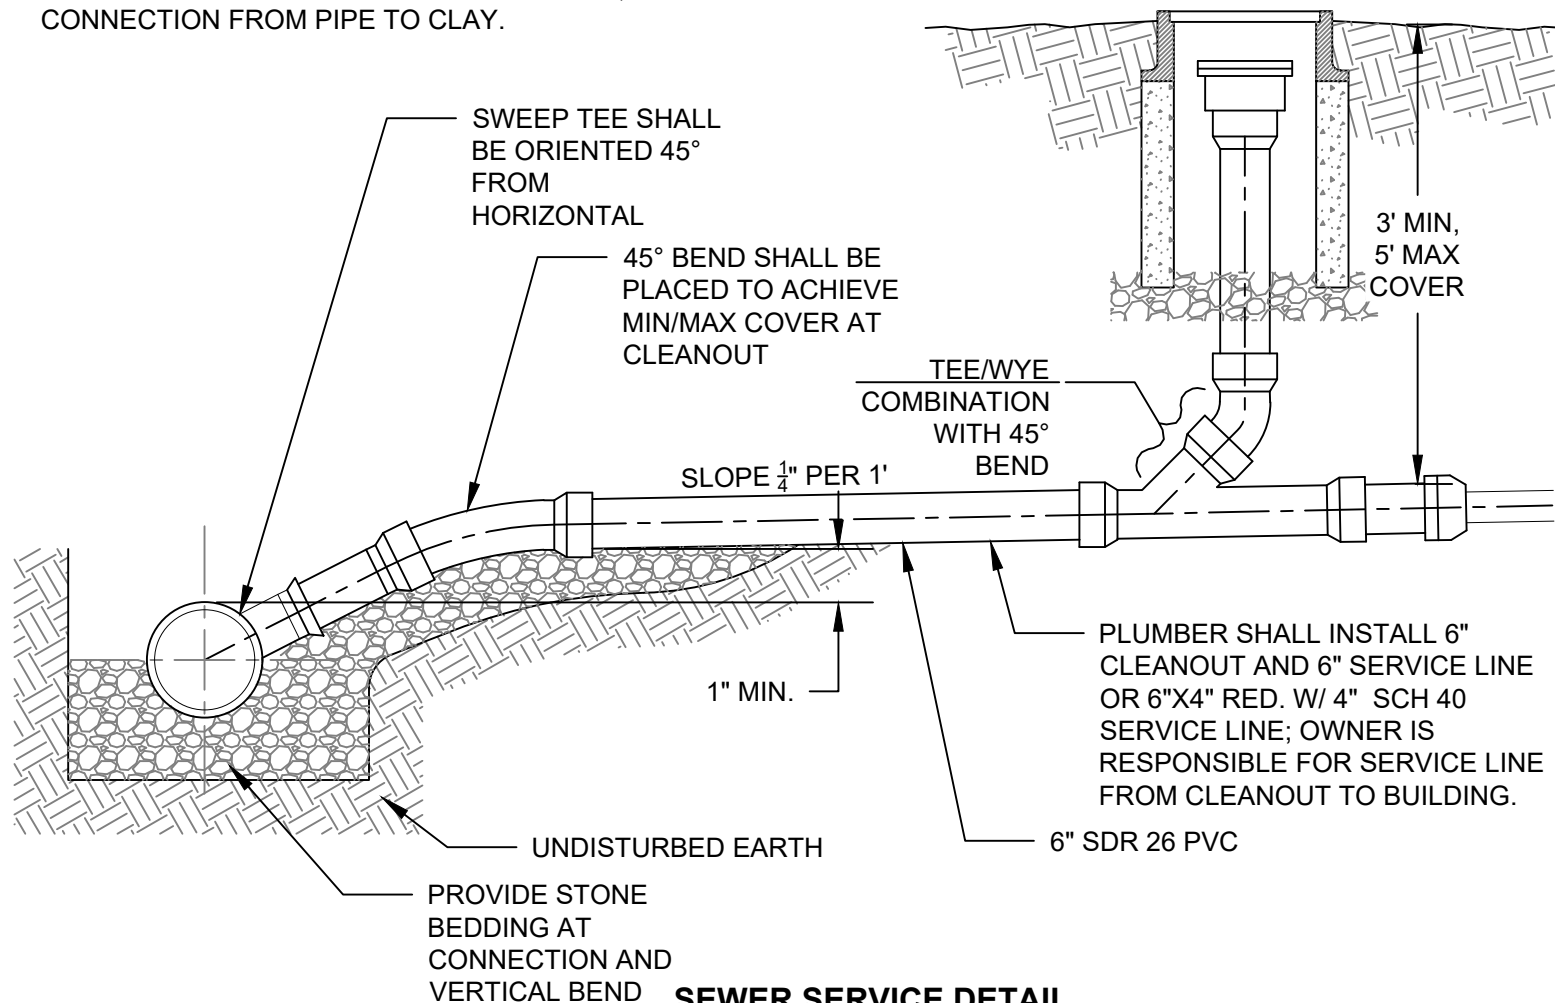 CONNECTION FROM PIPE TO CLAY.
SWEEP TEE SHALL
BE ORIENTED 45°
FROM
HORIZONTAL
45° BEND SHALL BE
PLACED TO ACHIEVE
MIN/MAX COVER AT
CLEANOUT
3' MIN,
5' MAX
COVER
TEE/WYE
COMBINATION
WITH 45°
BEND
SLOPE 1/4" PER 1'
1" MIN.
PLUMBER SHALL INSTALL 6"
CLEANOUT AND 6" SERVICE LINE
OR 6"X4" RED. W/ 4" SCH 40
SERVICE LINE; OWNER IS
RESPONSIBLE FOR SERVICE LINE
FROM CLEANOUT TO BUILDING.
6" SDR 26 PVC
UNDISTURBED EARTH
PROVIDE STONE
BEDDING AT
CONNECTION AND
VERTICAL BEND
SEWER SERVICE DETAIL